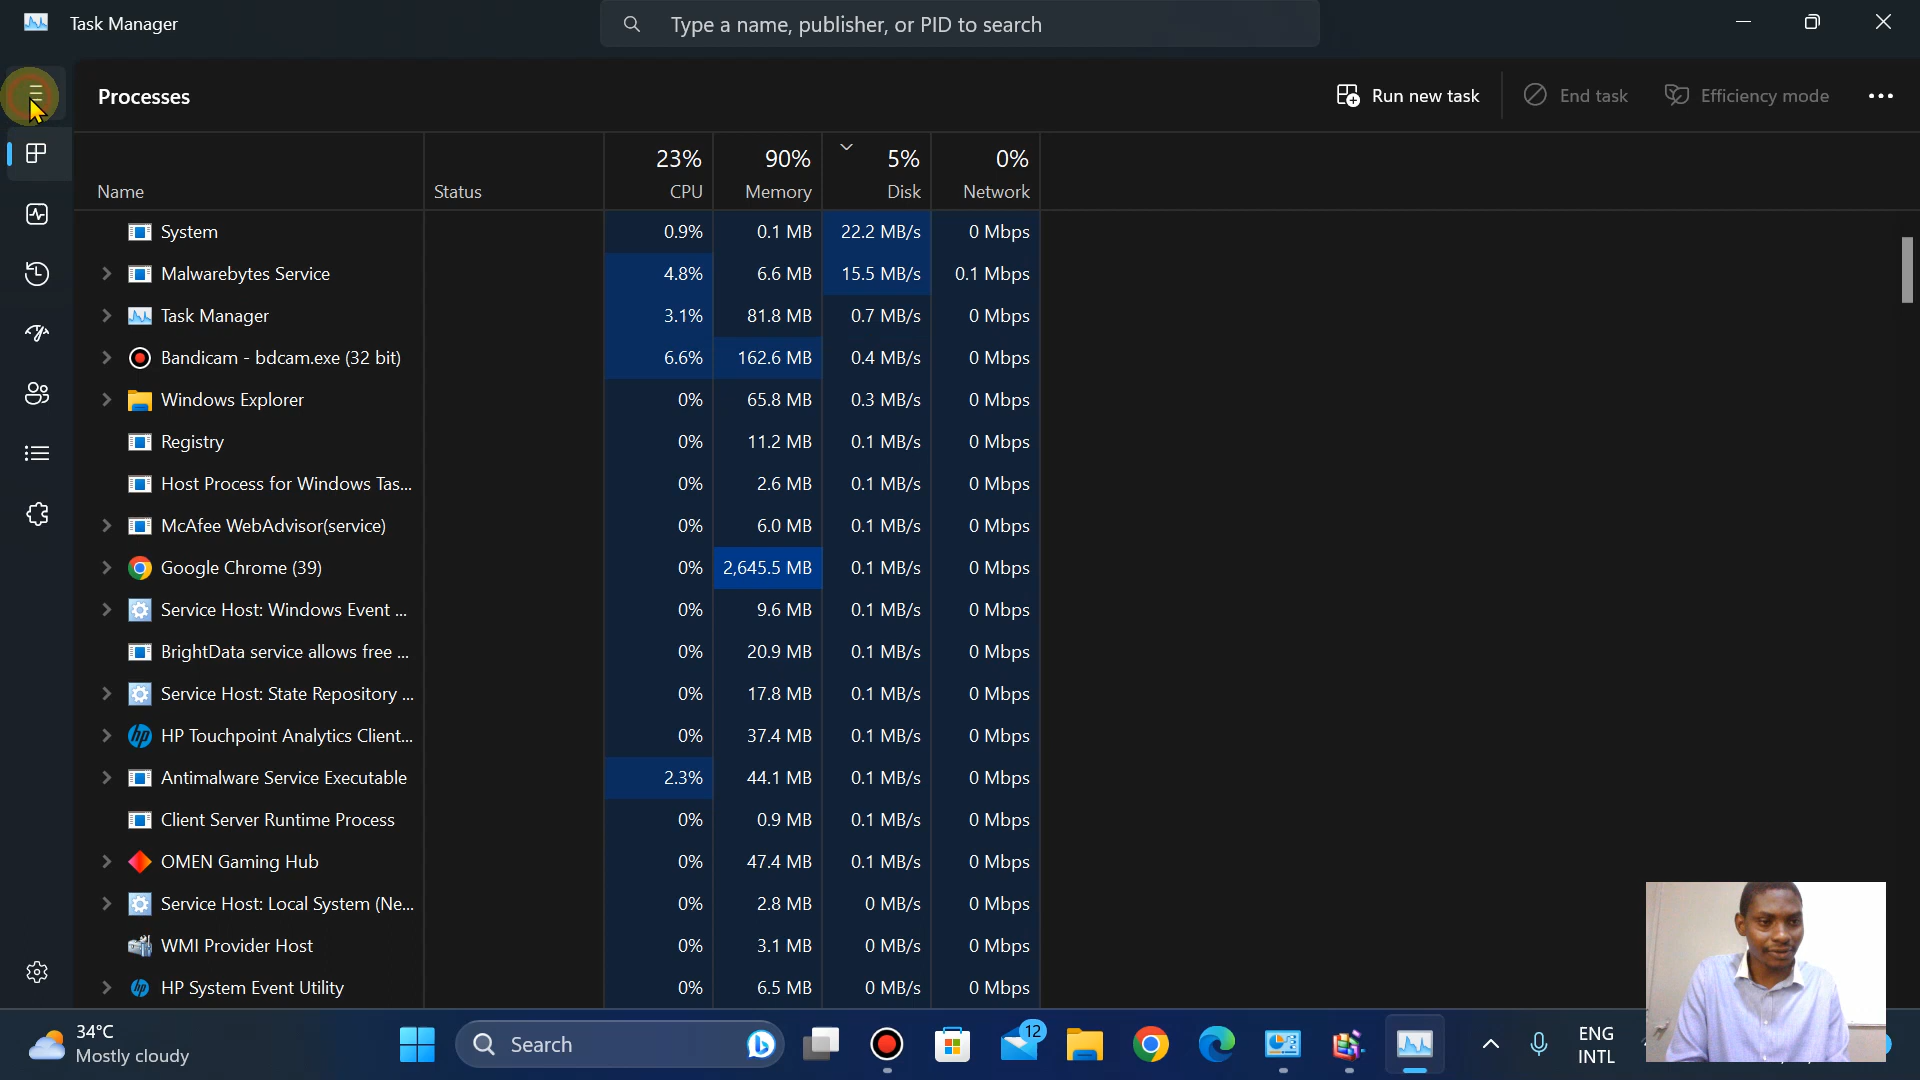 Task Manager
Type a name, publisher, or PID to search
Processes
Run new task
End task
Efficiency mode
Name
Status
23% CPU
90% Memory
5% Disk
0% Network
System 0.9% 0.1 MB 22.2 MB/s 0 Mbps
Malwarebytes Service 4.8% 6.6 MB 15.5 MB/s 0.1 Mbps
Task Manager 3.1% 81.8 MB 0.7 MB/s 0 Mbps
Bandicam - bdcam.exe (32 bit) 6.6% 162.6 MB 0.4 MB/s 0 Mbps
Windows Explorer 0% 65.8 MB 0.3 MB/s 0 Mbps
Registry 0% 11.2 MB 0.1 MB/s 0 Mbps
Host Process for Windows Tas... 0% 2.6 MB 0.1 MB/s 0 Mbps
McAfee WebAdvisor(service) 0% 6.0 MB 0.1 MB/s 0 Mbps
Google Chrome (39) 0% 2,645.5 MB 0.1 MB/s 0 Mbps
Service Host: Windows Event ... 0% 9.6 MB 0.1 MB/s 0 Mbps
BrightData service allows free ... 0% 20.9 MB 0.1 MB/s 0 Mbps
Service Host: State Repository ... 0% 17.8 MB 0.1 MB/s 0 Mbps
HP Touchpoint Analytics Client... 0% 37.4 MB 0.1 MB/s 0 Mbps
Antimalware Service Executable 2.3% 44.1 MB 0.1 MB/s 0 Mbps
Client Server Runtime Process 0% 0.9 MB 0.1 MB/s 0 Mbps
OMEN Gaming Hub 0% 47.4 MB 0.1 MB/s 0 Mbps
Service Host: Local System (Ne... 0% 2.8 MB 0 MB/s 0 Mbps
WMI Provider Host 0% 3.1 MB 0 MB/s 0 Mbps
HP System Event Utility 0% 6.5 MB 0 MB/s 0 Mbps
34°C
Mostly cloudy
Search
12
ENG
INTL